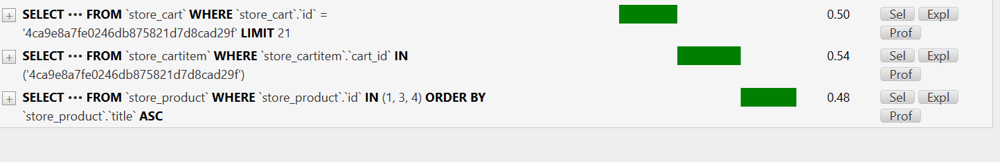 + SELECT ••• FROM `store_cart` WHERE `store_cart`.`id` = 0.50 Sel Expl
'4ca9e8a7fe0246db875821d7d8cad29f' LIMIT 21 Prof
+ SELECT ••• FROM `store_cartitem` WHERE `store_cartitem`.`cart_id` IN 0.54 Sel Expl
('4ca9e8a7fe0246db875821d7d8cad29f') Prof
+ SELECT ••• FROM `store_product` WHERE `store_product`.`id` IN (1, 3, 4) ORDER BY 0.48 Sel Expl
`store_product`.`title` ASC Prof